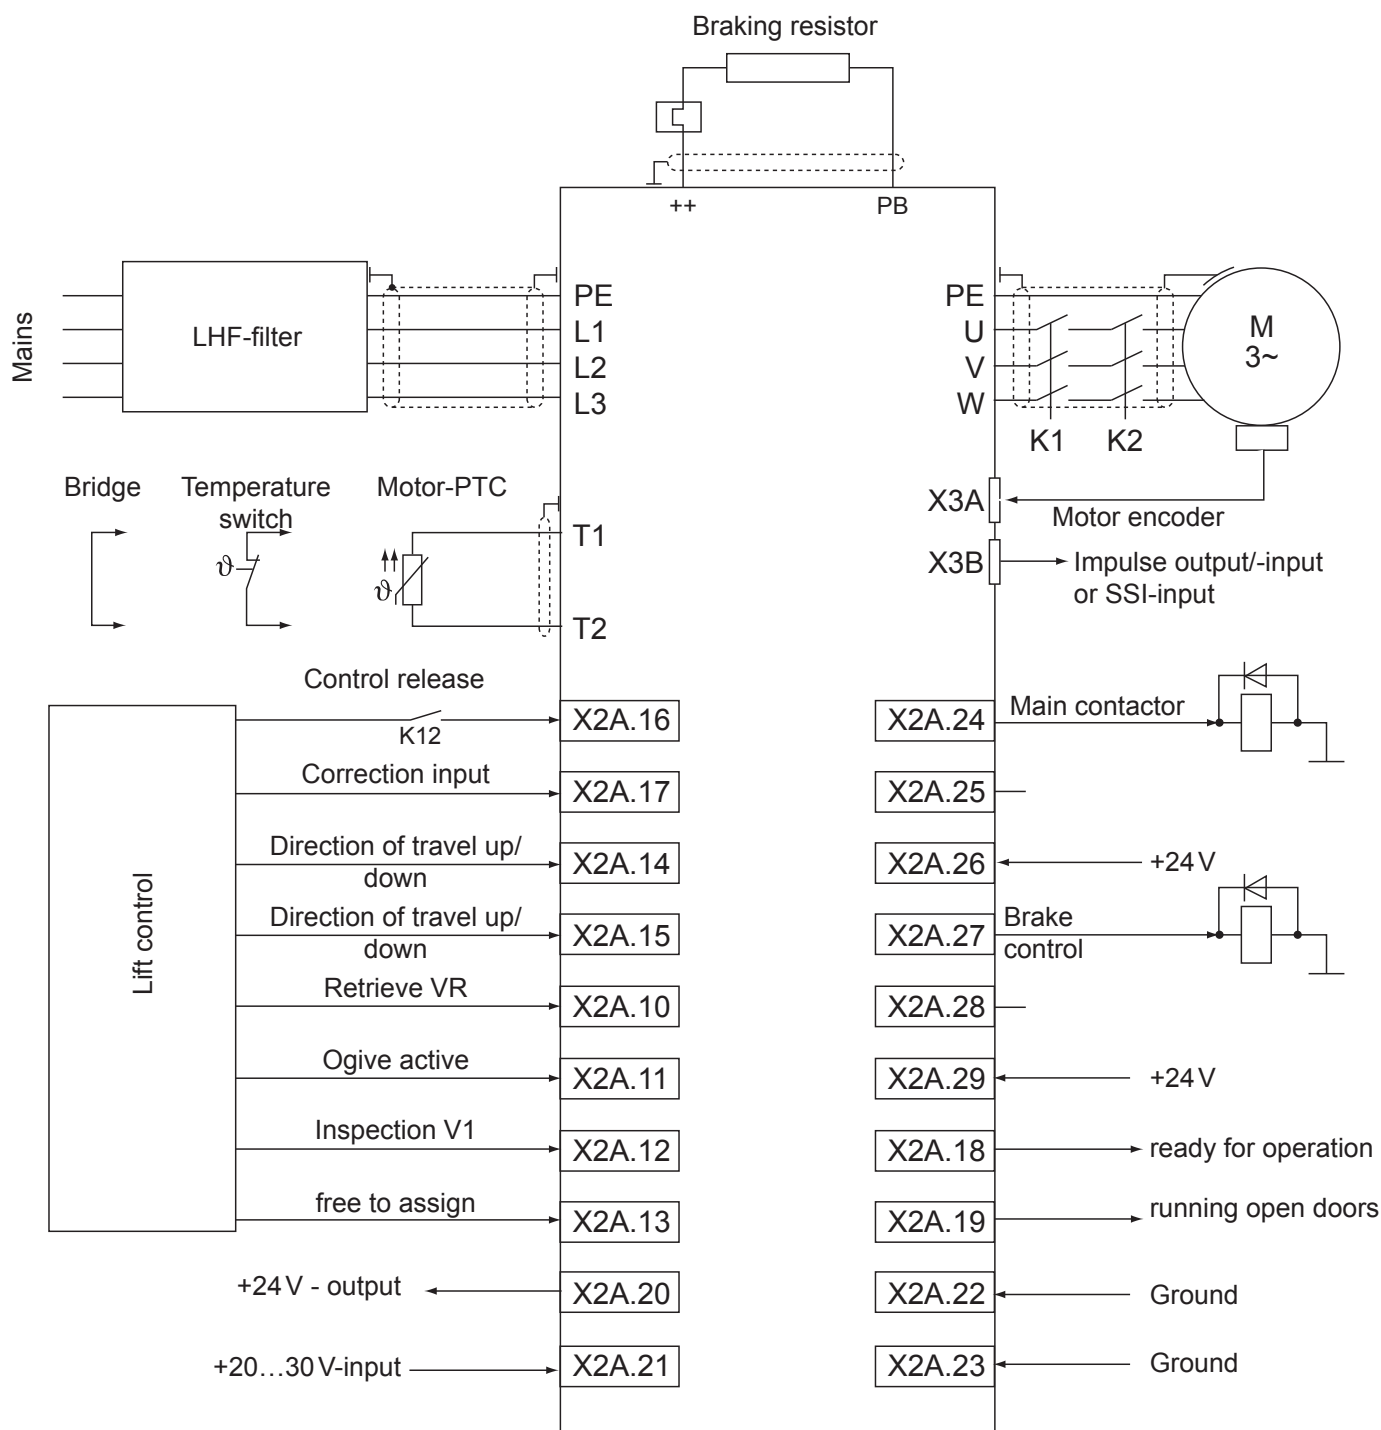 Braking resistor
++
PB
Mains
LHF-filter
PE
L1
L2
L3
PE
U
V
W
K1
K2
M
3~
Bridge
Temperature
switch
ϑ
Motor-PTC
ϑ
T1
T2
X3A
Motor encoder
X3B
Impulse output/-input
or SSI-input
Lift control
Control release
K12
X2A.16
Correction input
X2A.17
Direction of travel up/
down
X2A.14
Direction of travel up/
down
X2A.15
Retrieve VR
X2A.10
Ogive active
X2A.11
Inspection V1
X2A.12
free to assign
X2A.13
+24 V - output
X2A.20
+20…30 V-input
X2A.21
X2A.24
Main contactor
X2A.25
X2A.26
+24 V
X2A.27
Brake
control
X2A.28
X2A.29
+24 V
X2A.18
ready for operation
X2A.19
running open doors
X2A.22
Ground
X2A.23
Ground